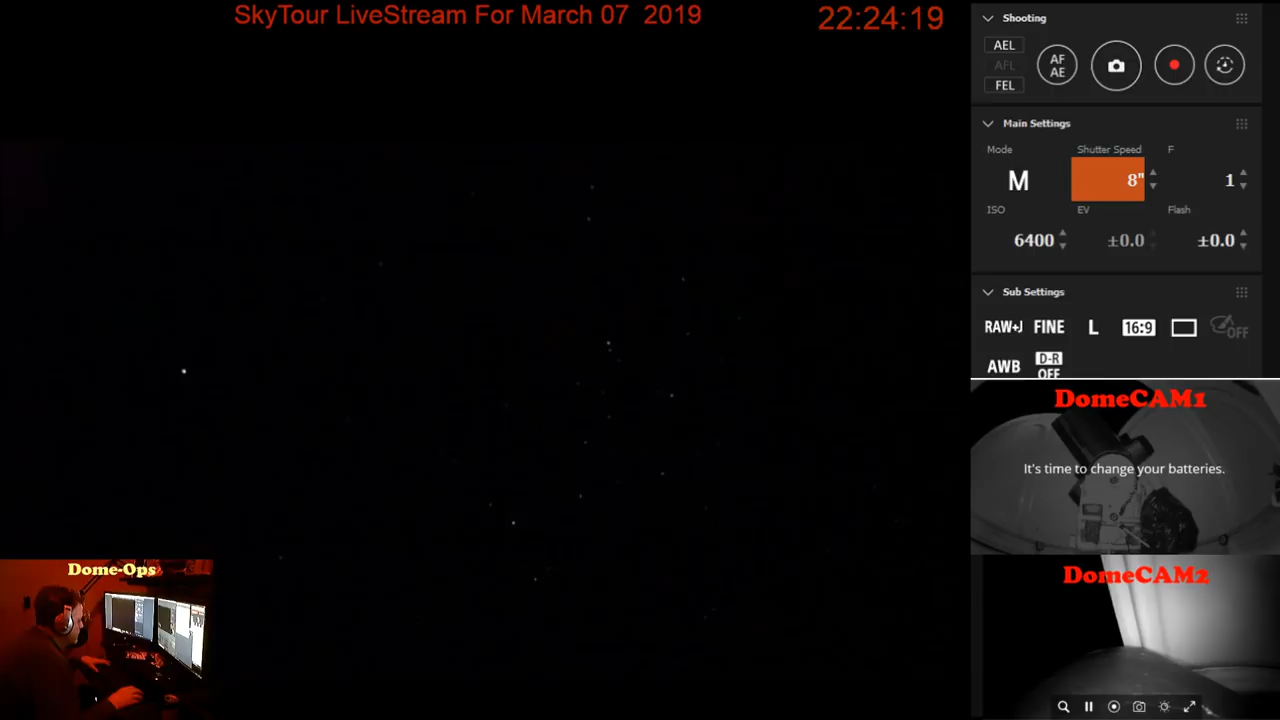 SkyTour LiveStream For March 07 2019
22:24:19
Shooting
AEL
AFL
FEL
AF
AE
Main Settings
Mode
Shutter Speed
F
M
8"
1
ISO
EV
Flash
6400
±0.0
±0.0
Sub Settings
RAW+J
FINE
L
16:9
OFF
AWB
D-R
OFF
DomeCAM1
It's time to change your batteries.
DomeCAM2
Dome-Ops